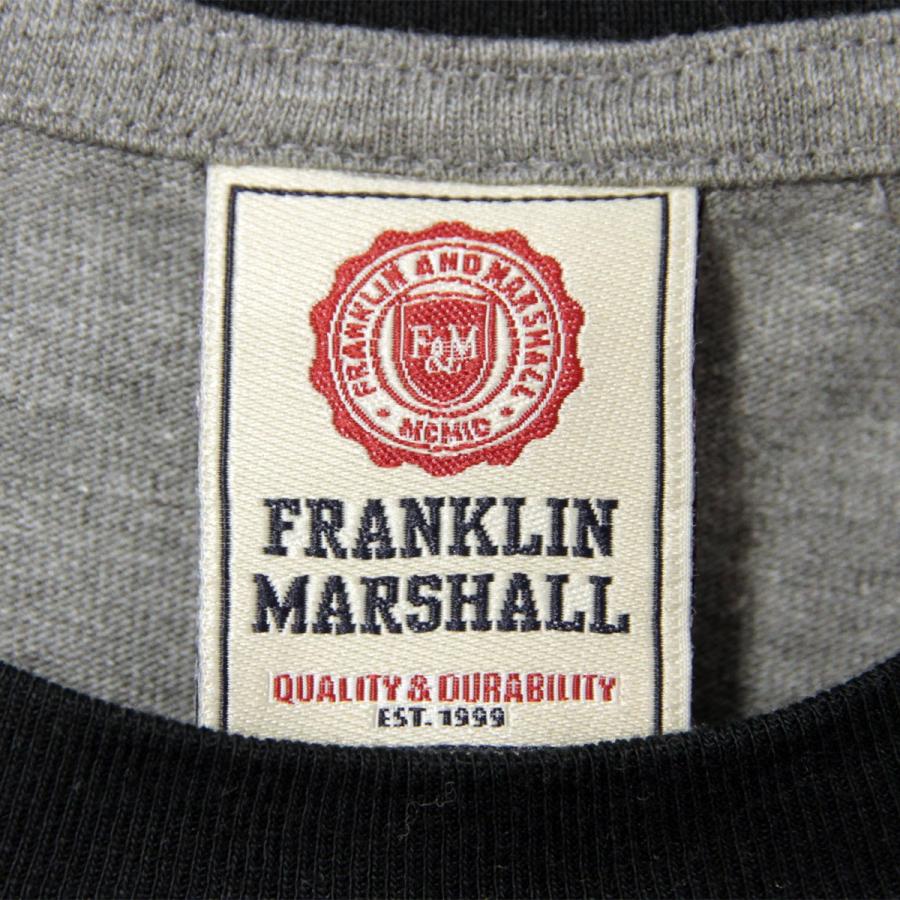 FRANKLIN AND MARSHALL
F&M
MCMIC
FRANKLIN
MARSHALL
QUALITY & DURABILITY
EST. 1999